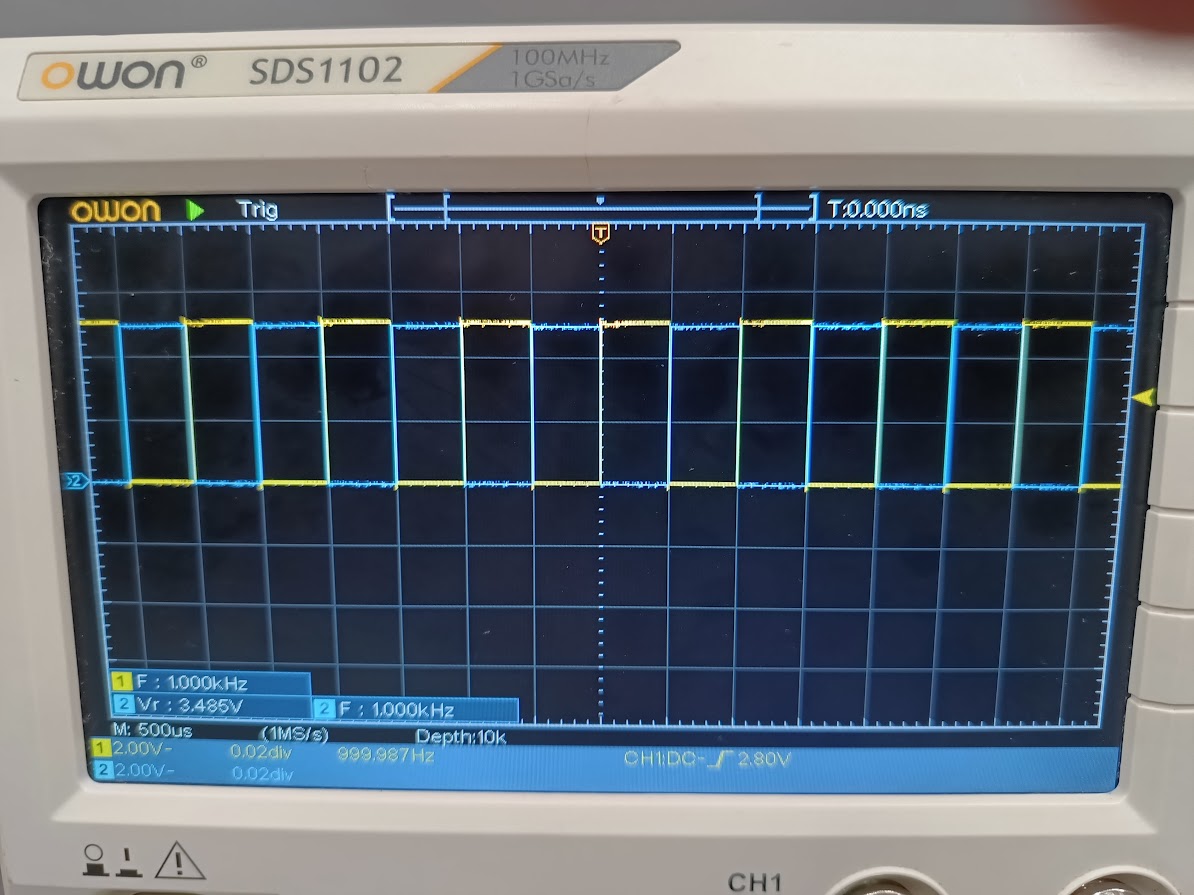 OWON® SDS1102 100MHz
1GSa/s
OWON Trig T:0.000ns
T
2
1 F : 1.000kHz
2 Vr : 3.485V 2 F : 1.000kHz
M: 500us (1MS/s) Depth:10k
1 2.00V- 0.02div 999.987Hz CH1:DC- 2.80V
2 2.00V- 0.02div
CH1